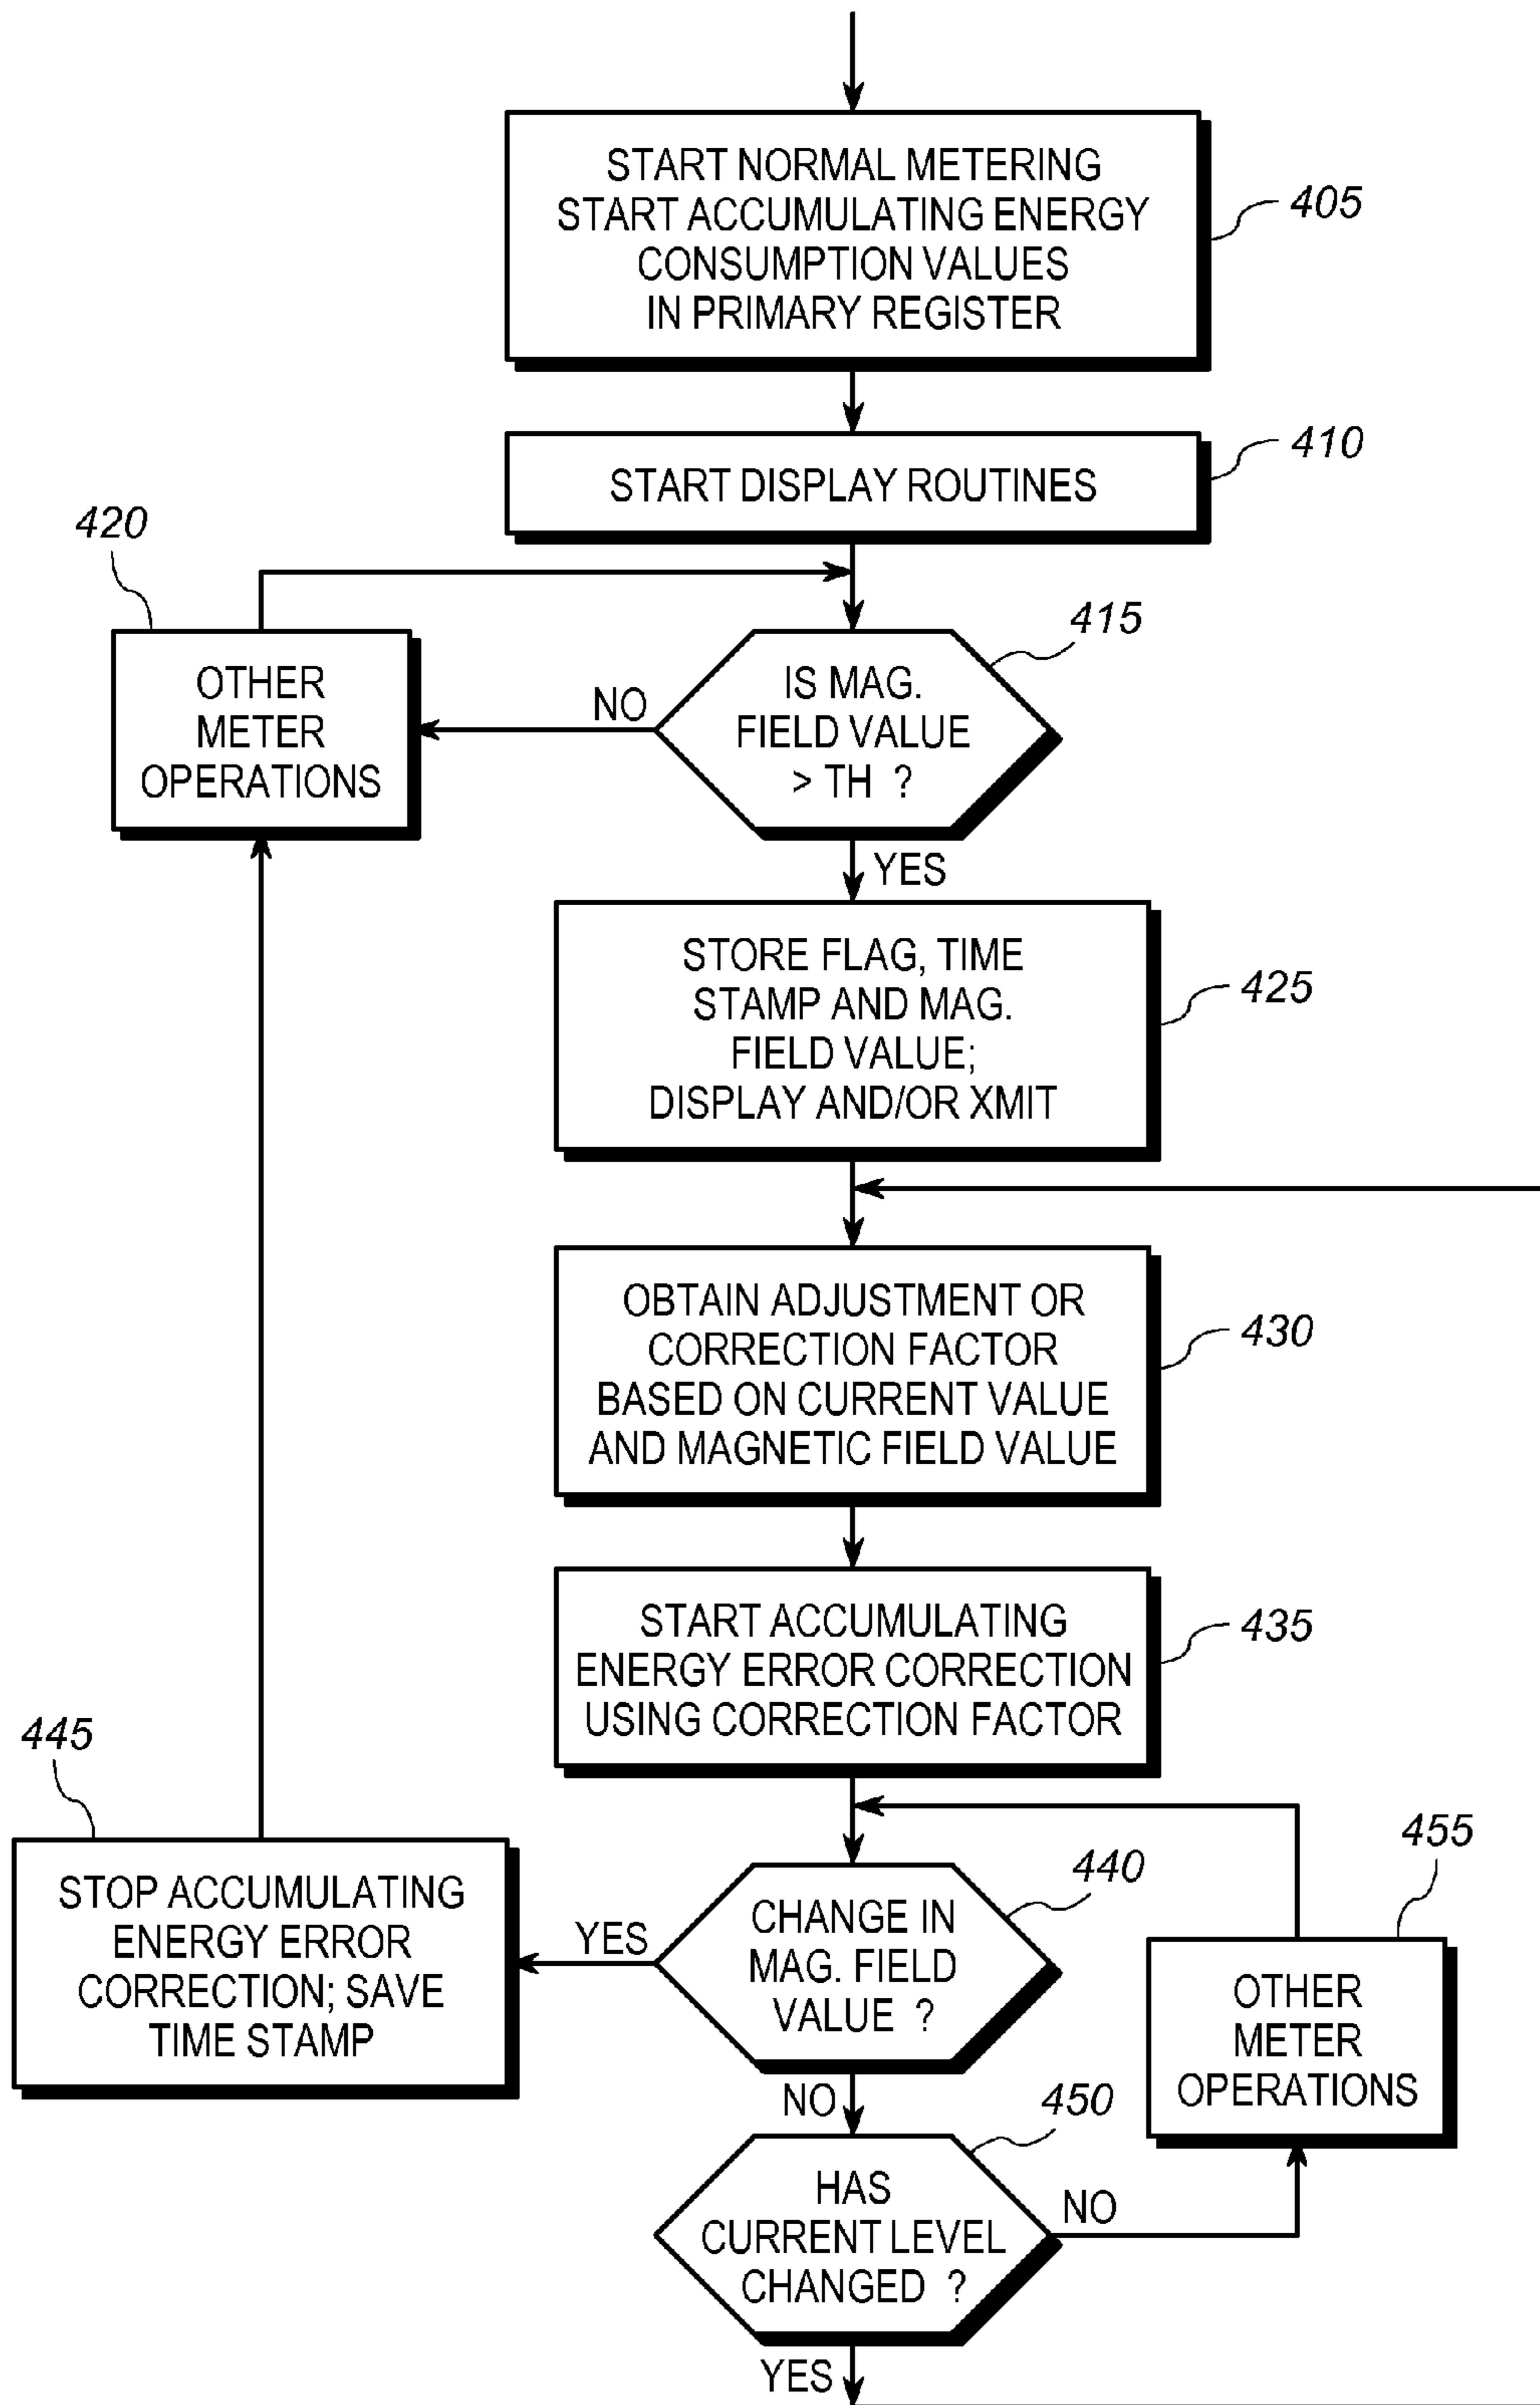 START NORMAL METERING
START ACCUMULATING ENERGY
CONSUMPTION VALUES
IN PRIMARY REGISTER
405
START DISPLAY ROUTINES
410
420
OTHER
METER
OPERATIONS
NO
IS MAG.
FIELD VALUE
> TH ?
415
YES
STORE FLAG, TIME
STAMP AND MAG.
FIELD VALUE;
DISPLAY AND/OR XMIT
425
OBTAIN ADJUSTMENT OR
CORRECTION FACTOR
BASED ON CURRENT VALUE
AND MAGNETIC FIELD VALUE
430
START ACCUMULATING
ENERGY ERROR CORRECTION
USING CORRECTION FACTOR
435
445
STOP ACCUMULATING
ENERGY ERROR
CORRECTION; SAVE
TIME STAMP
YES
CHANGE IN
MAG. FIELD
VALUE ?
440
455
OTHER
METER
OPERATIONS
NO
450
HAS
CURRENT LEVEL
CHANGED ?
NO
YES